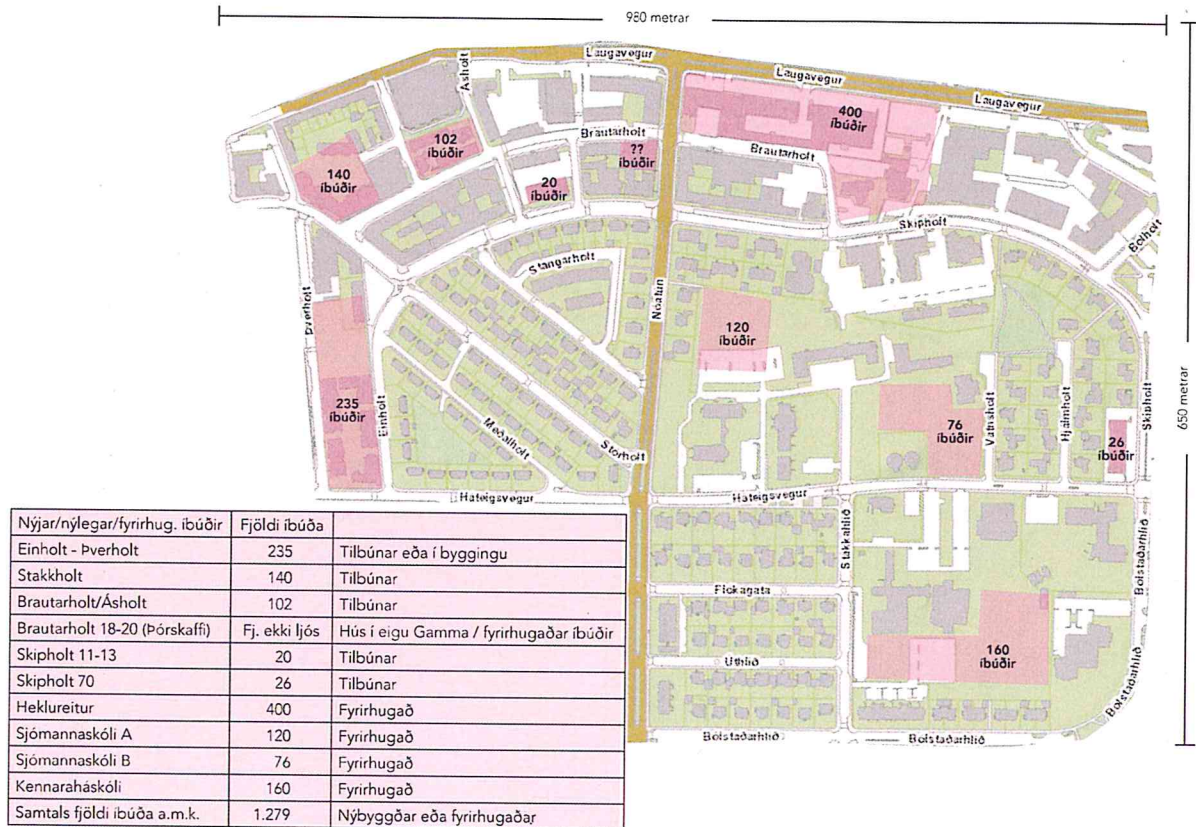 980 metrar
650 metrar
Laugavegur
Laugavegur
Laugavegur
Ásholt
Brautarholt
Brautarholt
400
íbúðir
102
íbúðir
??
íbúðir
140
íbúðir
20
íbúðir
Skipholt
Bolholt
Stangarholt
Nóatún
Þverholt
120
íbúðir
235
íbúðir
Einholt
Meðalholt
Stórholt
76
íbúðir
Vatnsholt
Hjálmholt
26
íbúðir
Skipholt
Háteigsvegur
Háteigsvegur
Stakkahlíð
Bólstaðarhlíð
Flókagata
Úthlíð
160
íbúðir
Bólstaðarhlíð
Bólstaðarhlíð
Bólstaðarhlíð
Nýjar/nýlegar/fyrirhug. íbúðir Fjöldi íbúða
Einholt - Þverholt 235 Tilbúnar eða í byggingu
Stakkholt 140 Tilbúnar
Brautarholt/Ásholt 102 Tilbúnar
Brautarholt 18-20 (Þórskaffi) Fj. ekki ljós Hús í eigu Gamma / fyrirhugaðar íbúðir
Skipholt 11-13 20 Tilbúnar
Skipholt 70 26 Tilbúnar
Heklureitur 400 Fyrirhugað
Sjómannaskóli A 120 Fyrirhugað
Sjómannaskóli B 76 Fyrirhugað
Kennaraháskóli 160 Fyrirhugað
Samtals fjöldi íbúða a.m.k. 1.279 Nýbyggðar eða fyrirhugaðar